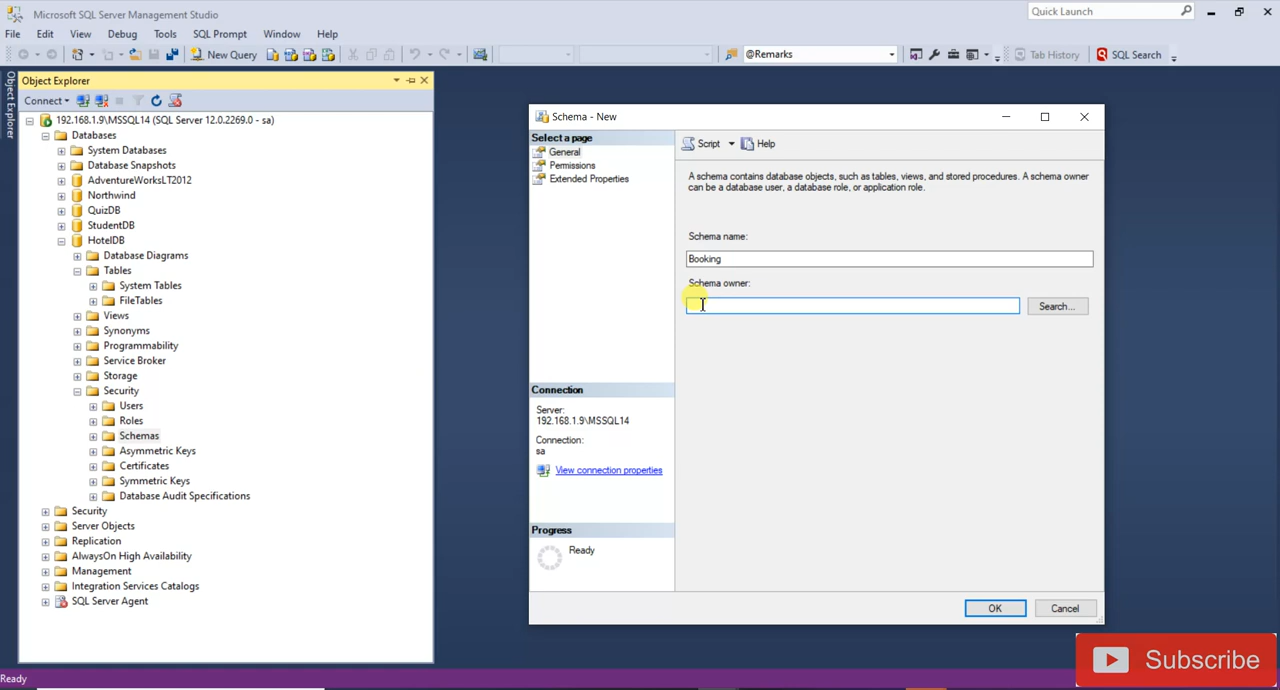 Microsoft SQL Server Management Studio
Quick Launch
File Edit View Debug Tools SQL Prompt Window Help
New Query
@Remarks
Tab History
SQL Search
Object Explorer
Object Explorer
Connect
192.168.1.9\MSSQL14 (SQL Server 12.0.2269.0 - sa)
Databases
System Databases
Database Snapshots
AdventureWorksLT2012
Northwind
QuizDB
StudentDB
HotelDB
Database Diagrams
Tables
System Tables
FileTables
Views
Synonyms
Programmability
Service Broker
Storage
Security
Users
Roles
Schemas
Asymmetric Keys
Certificates
Symmetric Keys
Database Audit Specifications
Security
Server Objects
Replication
AlwaysOn High Availability
Management
Integration Services Catalogs
SQL Server Agent
Schema - New
Select a page
General
Permissions
Extended Properties
Connection
Server:
192.168.1.9\MSSQL14
Connection:
sa
View connection properties
Progress
Ready
Script Help
A schema contains database objects, such as tables, views, and stored procedures. A schema owner
can be a database user, a database role, or application role.
Schema name:
Booking
Schema owner:
Search...
OK
Cancel
Subscribe
Ready